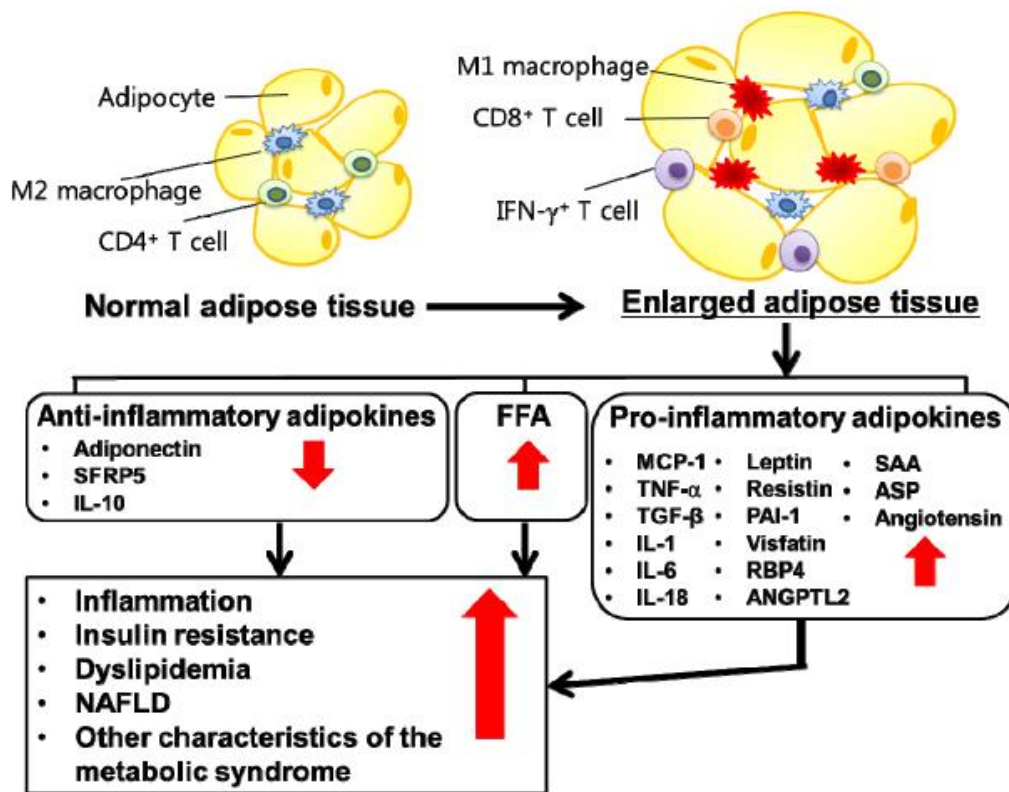 Adipocyte
M2 macrophage
CD4⁺ T cell
M1 macrophage
CD8⁺ T cell
IFN-γ⁺ T cell
Normal adipose tissue
Enlarged adipose tissue
Anti-inflammatory adipokines
• Adiponectin
• SFRP5
• IL-10
FFA
Pro-inflammatory adipokines
• MCP-1
• TNF-α
• TGF-β
• IL-1
• IL-6
• IL-18
• Leptin
• Resistin
• PAI-1
• Visfatin
• RBP4
• ANGPTL2
• SAA
• ASP
• Angiotensin
• Inflammation
• Insulin resistance
• Dyslipidemia
• NAFLD
• Other characteristics of the
metabolic syndrome